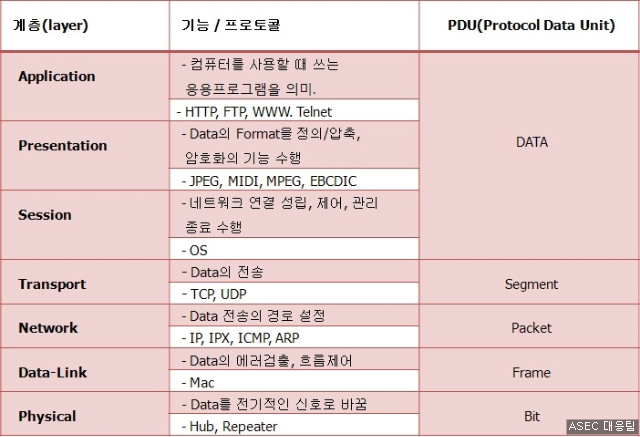 계층(layer)
기능 / 프로토콜
PDU(Protocol Data Unit)
Application
- 컴퓨터를 사용할 때 쓰는
응용프로그램을 의미.
- HTTP, FTP, WWW. Telnet
DATA
Presentation
- Data의 Format를 정의/압축,
암호화의 기능 수행
- JPEG, MIDI, MPEG, EBCDIC
Session
- 네트워크 연결 성립, 제어, 관리
종료 수행
- OS
Transport
- Data의 전송
- TCP, UDP
Segment
Network
- Data 전송의 경로 설정
- IP, IPX, ICMP, ARP
Packet
Data-Link
- Data의 에러검출, 흐름제어
- Mac
Frame
Physical
- Data를 전기적인 신호로 바꿈
- Hub, Repeater
Bit
ASEC 대응팀